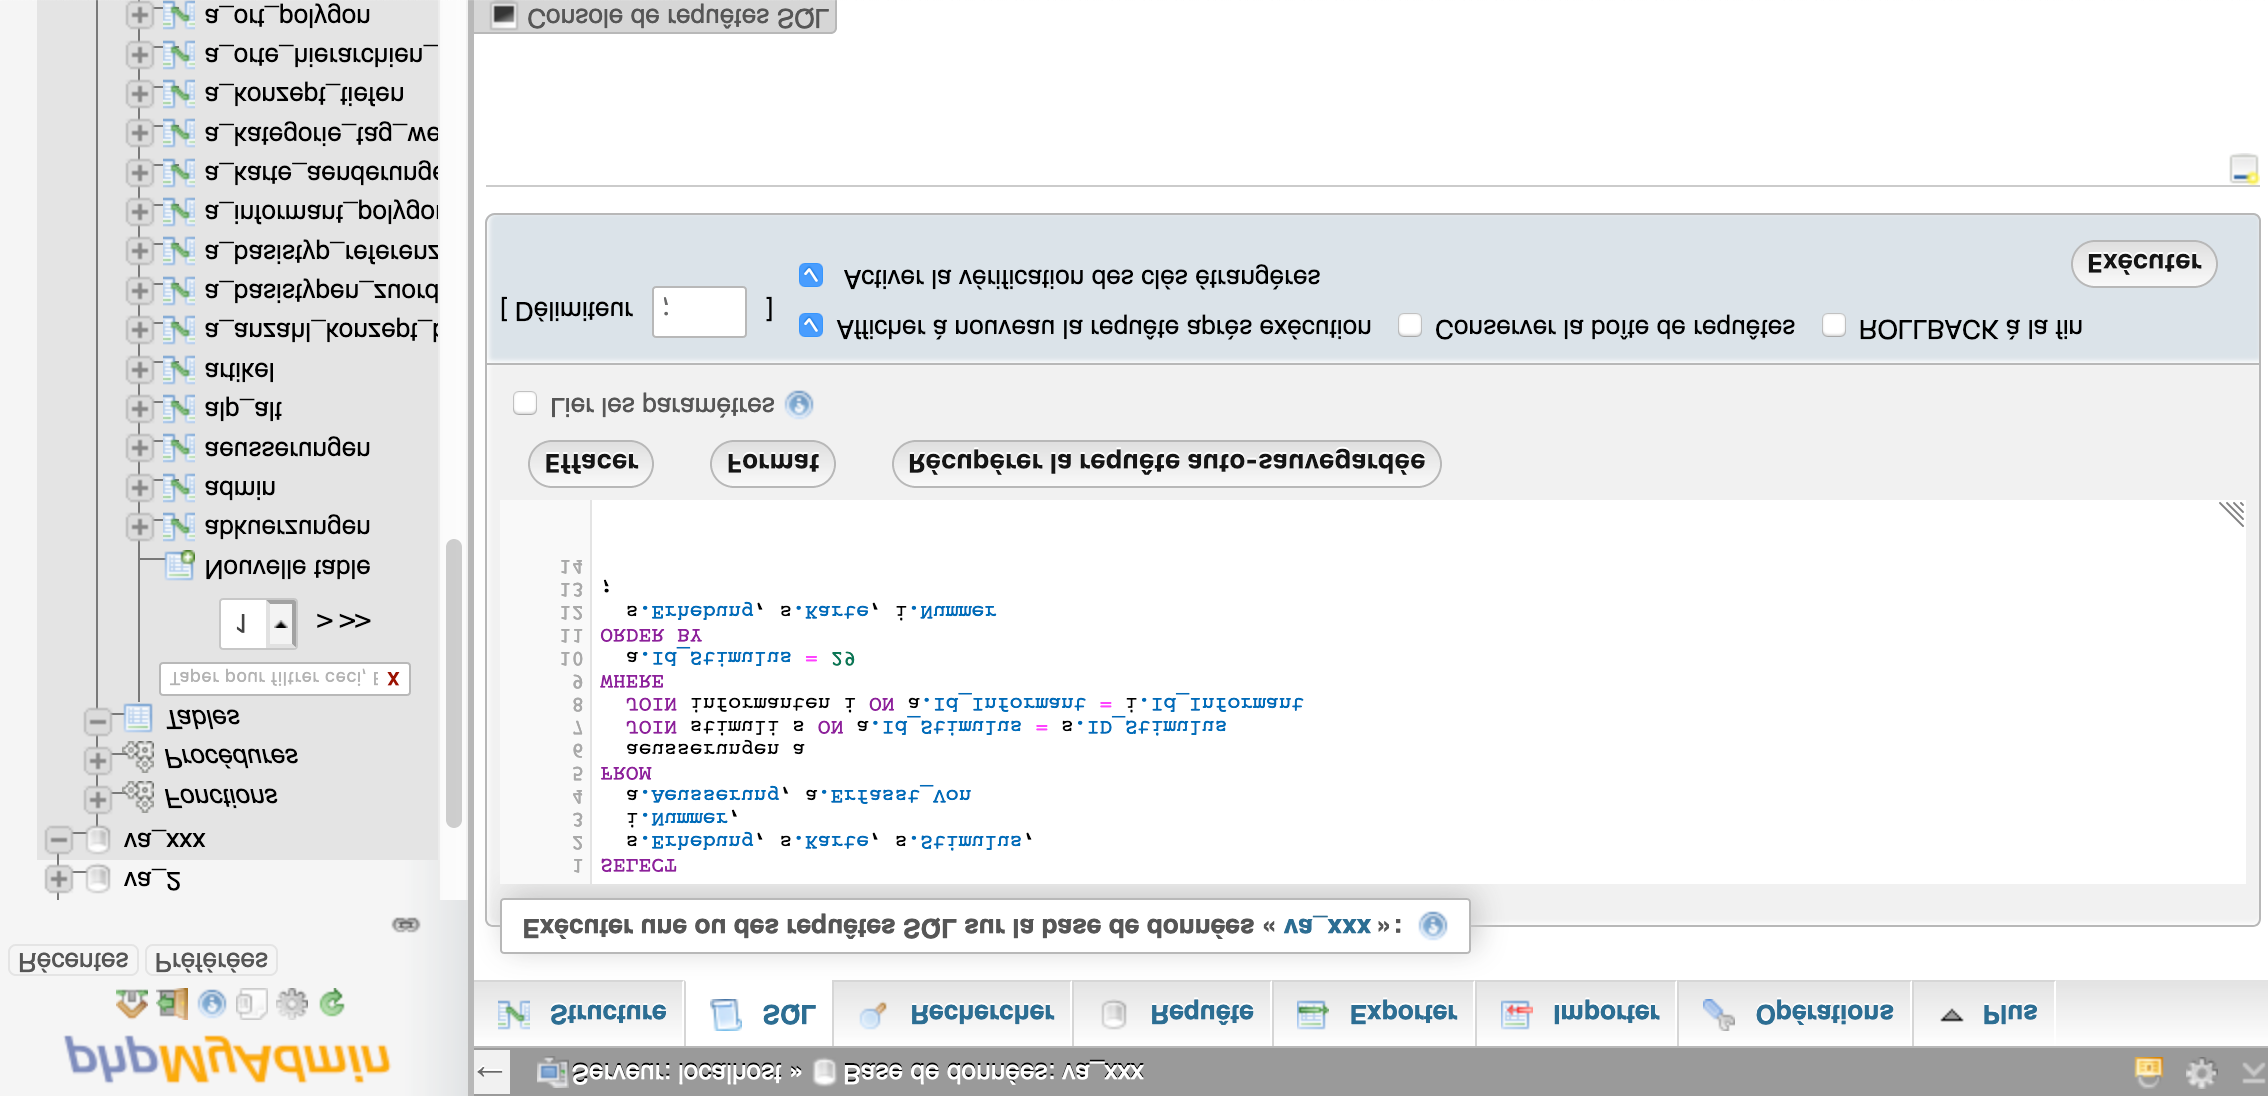 phpMyAdmin
Récentes Préférées
va_2
va_xxx
Fonctions
Procédures
Tables
Taper pour filtrer ceci, E X
1 > >>
Nouvelle table
abkuerzungen
admin
aeusserungen
alp_alt
artikel
a_anzahl_konzept_b
a_basistypen_zuord
a_basistyp_referenz
a_informant_polygon
a_karte_aenderunge
a_kategorie_tag_we
a_konzept_tiefen
a_orte_hierarchien_
a_ort_polygon
← Serveur: localhost » Base de données: va_xxx
Structure SQL Rechercher Requête Exporter Importer Opérations Plus
Exécuter une ou des requêtes SQL sur la base de données « va_xxx » :
1 SELECT
2 s.Erhebung, s.Karte, s.Stimulus,
3 i.Nummer,
4 a.Aeusserung, a.Erfasst_Von
5 FROM
6 aeusserungen a
7 JOIN stimuli s ON a.Id_Stimulus = s.ID_Stimulus
8 JOIN informanten i ON a.Id_Informant = i.Id_Informant
9 WHERE
10 a.Id_Stimulus = 29
11 ORDER BY
12 s.Erhebung, s.Karte, i.Nummer
13 ;
14
Effacer Format Récupérer la requête auto-sauvegardée
Lier les paramètres
[ Délimiteur ; ]
Afficher à nouveau la requête après exécution Conserver la boîte de requêtes ROLLBACK à la fin
Activer la vérification des clés étrangères
Exécuter
Console de requêtes SQL